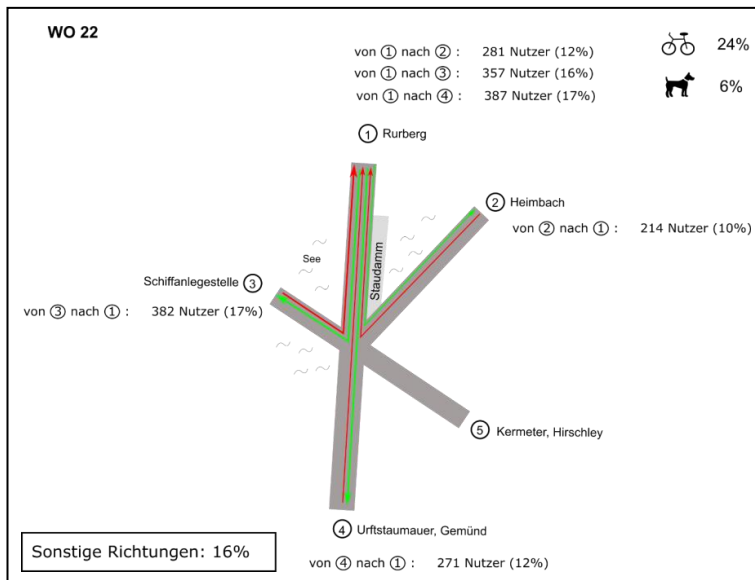 WO 22
von ① nach ② : 281 Nutzer (12%)
24%
von ① nach ③ : 357 Nutzer (16%)
6%
von ① nach ④ : 387 Nutzer (17%)
① Rurberg
② Heimbach
von ② nach ① : 214 Nutzer (10%)
See
Staudamm
Schiffanlegestelle ③
von ③ nach ① : 382 Nutzer (17%)
⑤ Kermeter, Hirschley
④ Urftstaumauer, Gemünd
Sonstige Richtungen: 16%
von ④ nach ① : 271 Nutzer (12%)